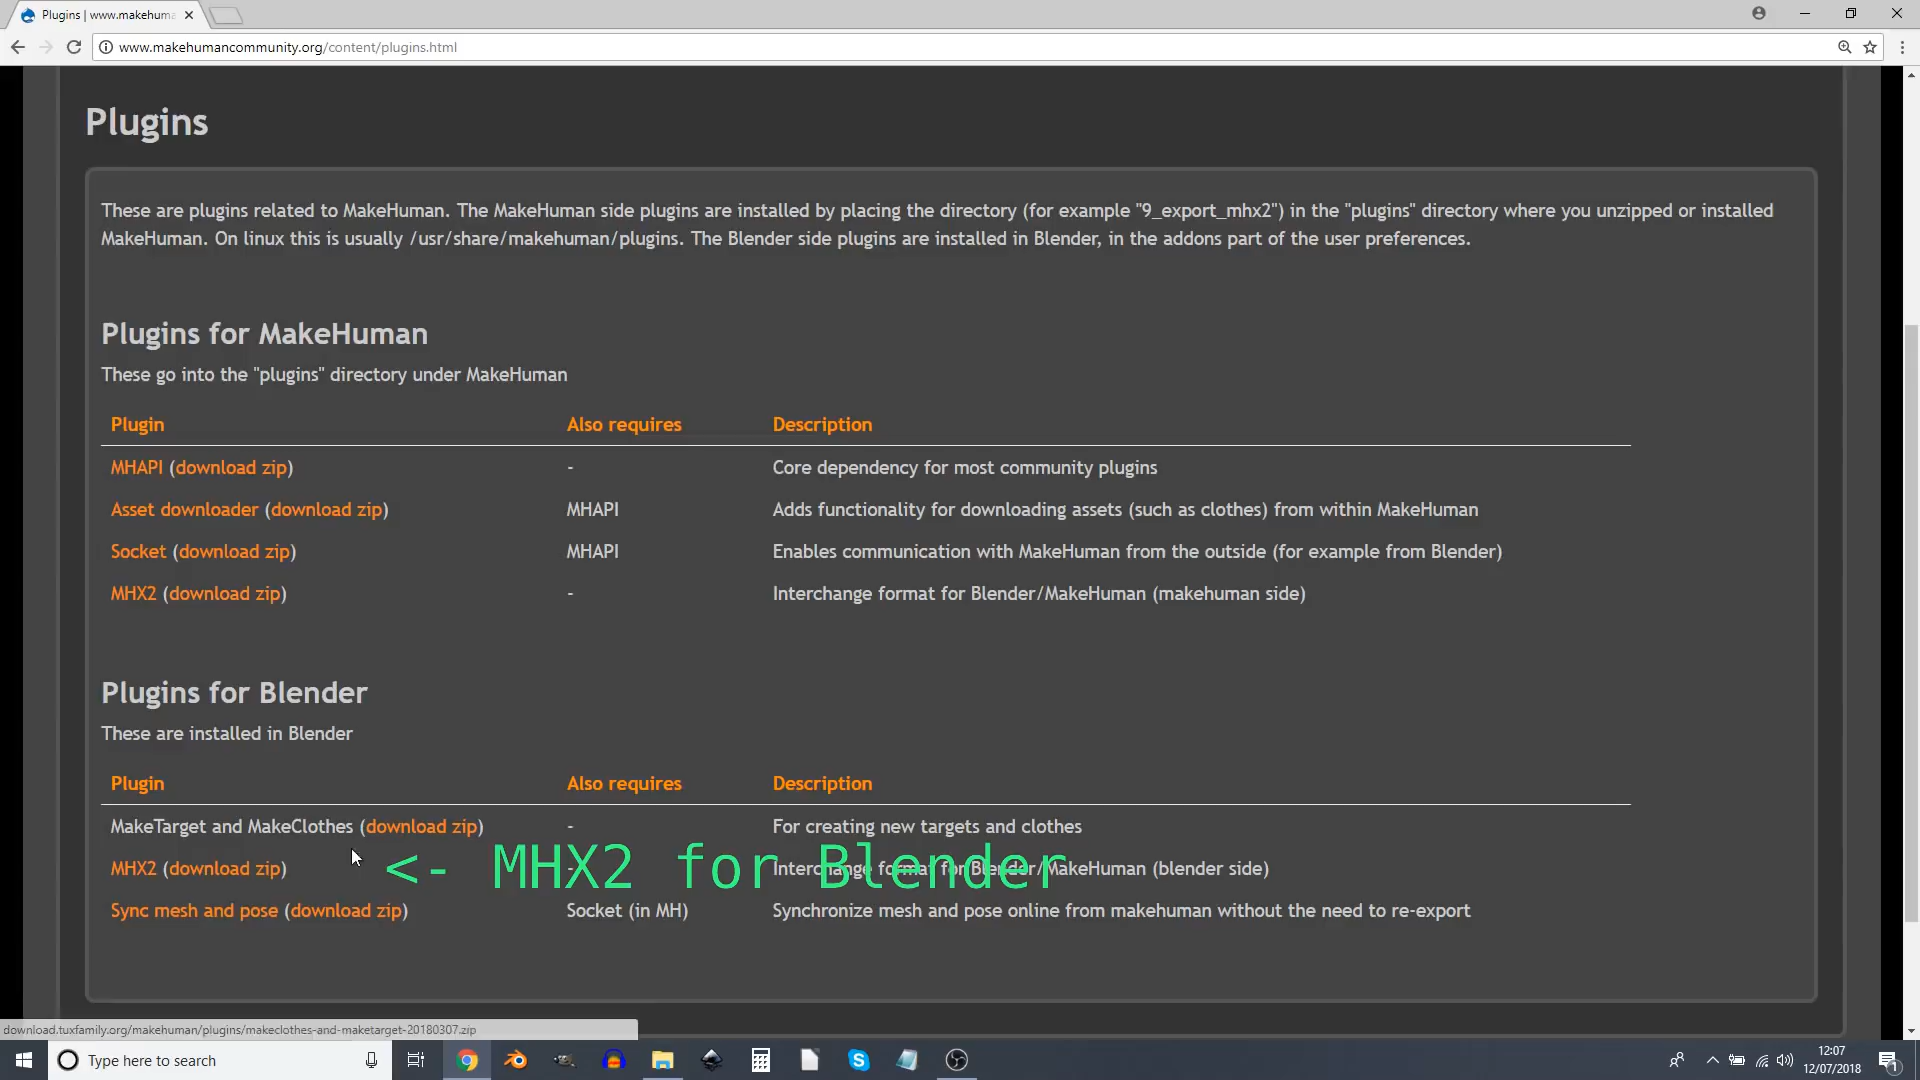 Plugins | www.makehuma
www.makehumancommunity.org/content/plugins.html
Plugins
These are plugins related to MakeHuman. The MakeHuman side plugins are installed by placing the directory (for example "9_export_mhx2") in the "plugins" directory where you unzipped or installed
MakeHuman. On linux this is usually /usr/share/makehuman/plugins. The Blender side plugins are installed in Blender, in the addons part of the user preferences.
Plugins for MakeHuman
These go into the "plugins" directory under MakeHuman
Plugin Also requires Description
MHAPI (download zip) - Core dependency for most community plugins
Asset downloader (download zip) MHAPI Adds functionality for downloading assets (such as clothes) from within MakeHuman
Socket (download zip) MHAPI Enables communication with MakeHuman from the outside (for example from Blender)
MHX2 (download zip) - Interchange format for Blender/MakeHuman (makehuman side)
Plugins for Blender
These are installed in Blender
Plugin Also requires Description
MakeTarget and MakeClothes (download zip) - For creating new targets and clothes
MHX2 (download zip) - Interchange format for Blender/MakeHuman (blender side)
<- MHX2 for Blender
Sync mesh and pose (download zip) Socket (in MH) Synchronize mesh and pose online from makehuman without the need to re-export
download.tuxfamily.org/makehuman/plugins/makeclothes-and-maketarget-20180307.zip
Type here to search
12:07
12/07/2018
1